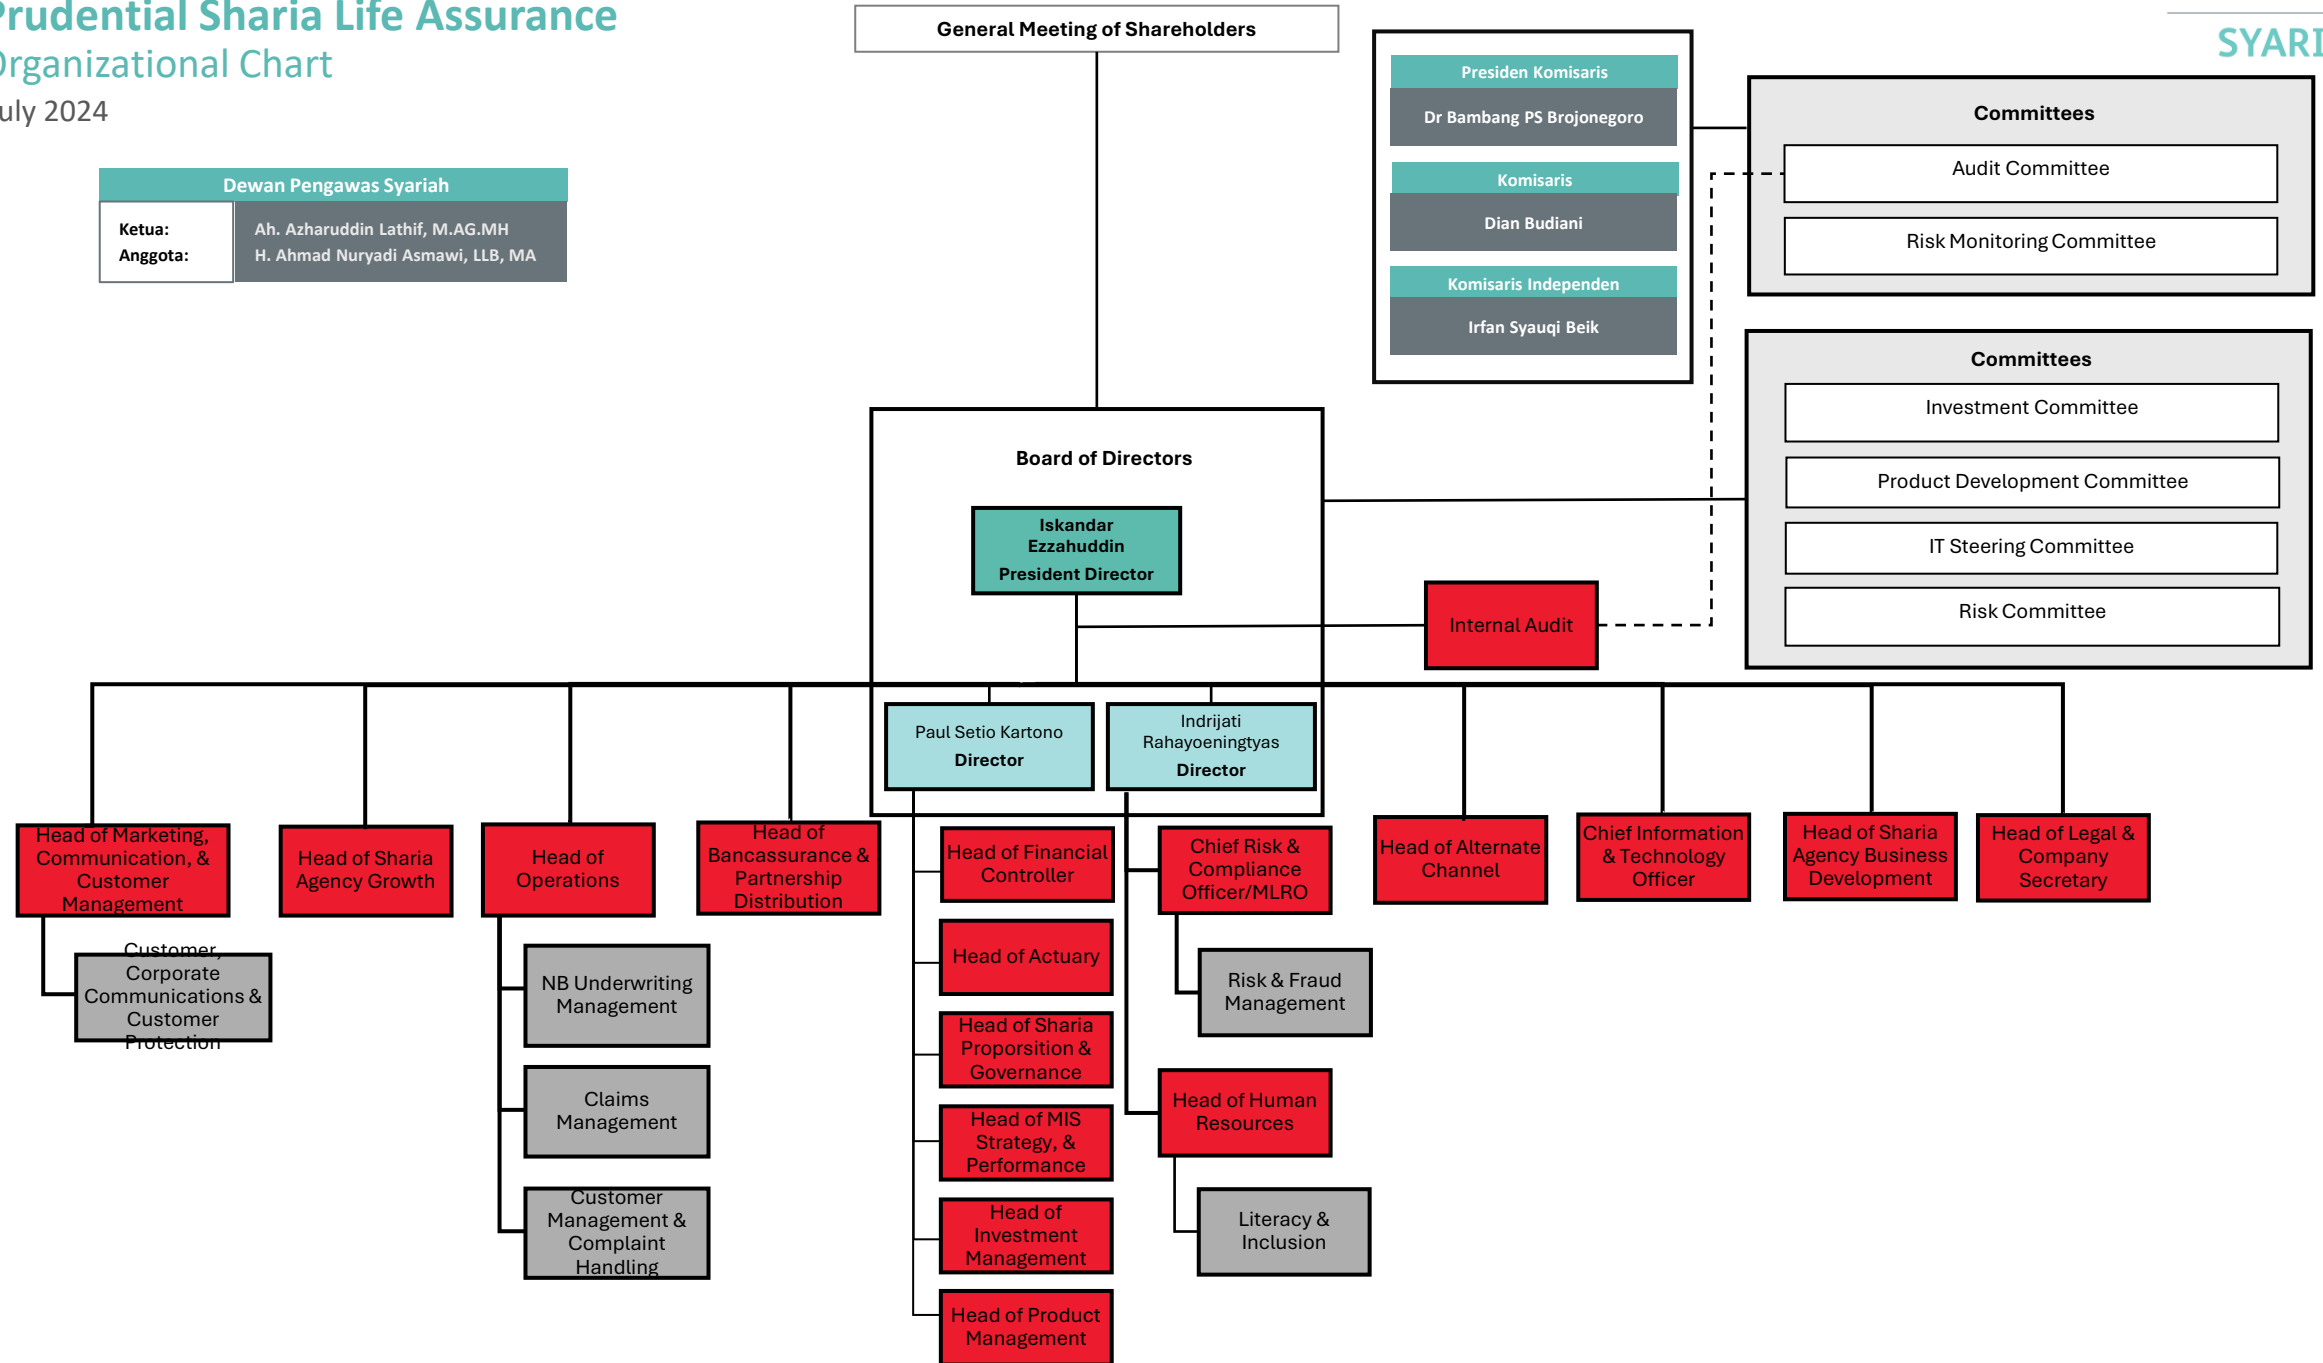 Prudential Sharia Life Assurance
Organizational Chart
July 2024
General Meeting of Shareholders
SYARI
Dewan Pengawas Syariah
Ketua: Ah. Azharuddin Lathif, M.AG.MH
Anggota: H. Ahmad Nuryadi Asmawi, LLB, MA
Presiden Komisaris
Dr Bambang PS Brojonegoro
Komisaris
Dian Budiani
Komisaris Independen
Irfan Syauqi Beik
Committees
Audit Committee
Risk Monitoring Committee
Committees
Investment Committee
Product Development Committee
IT Steering Committee
Risk Committee
Board of Directors
Iskandar
Ezzahuddin
President Director
Internal Audit
Paul Setio Kartono
Director
Indrijati
Rahayoeningtyas
Director
Head of Marketing,
Communication, &
Customer
Management
Customer,
Corporate
Communications &
Customer
Protection
Head of Sharia
Agency Growth
Head of
Operations
NB Underwriting
Management
Claims
Management
Customer
Management &
Complaint
Handling
Head of
Bancassurance &
Partnership
Distribution
Head of Financial
Controller
Head of Actuary
Head of Sharia
Proporsition &
Governance
Head of MIS
Strategy, &
Performance
Head of
Investment
Management
Head of Product
Management
Chief Risk &
Compliance
Officer/MLRO
Risk & Fraud
Management
Head of Human
Resources
Literacy &
Inclusion
Head of Alternate
Channel
Chief Information
& Technology
Officer
Head of Sharia
Agency Business
Development
Head of Legal &
Company
Secretary